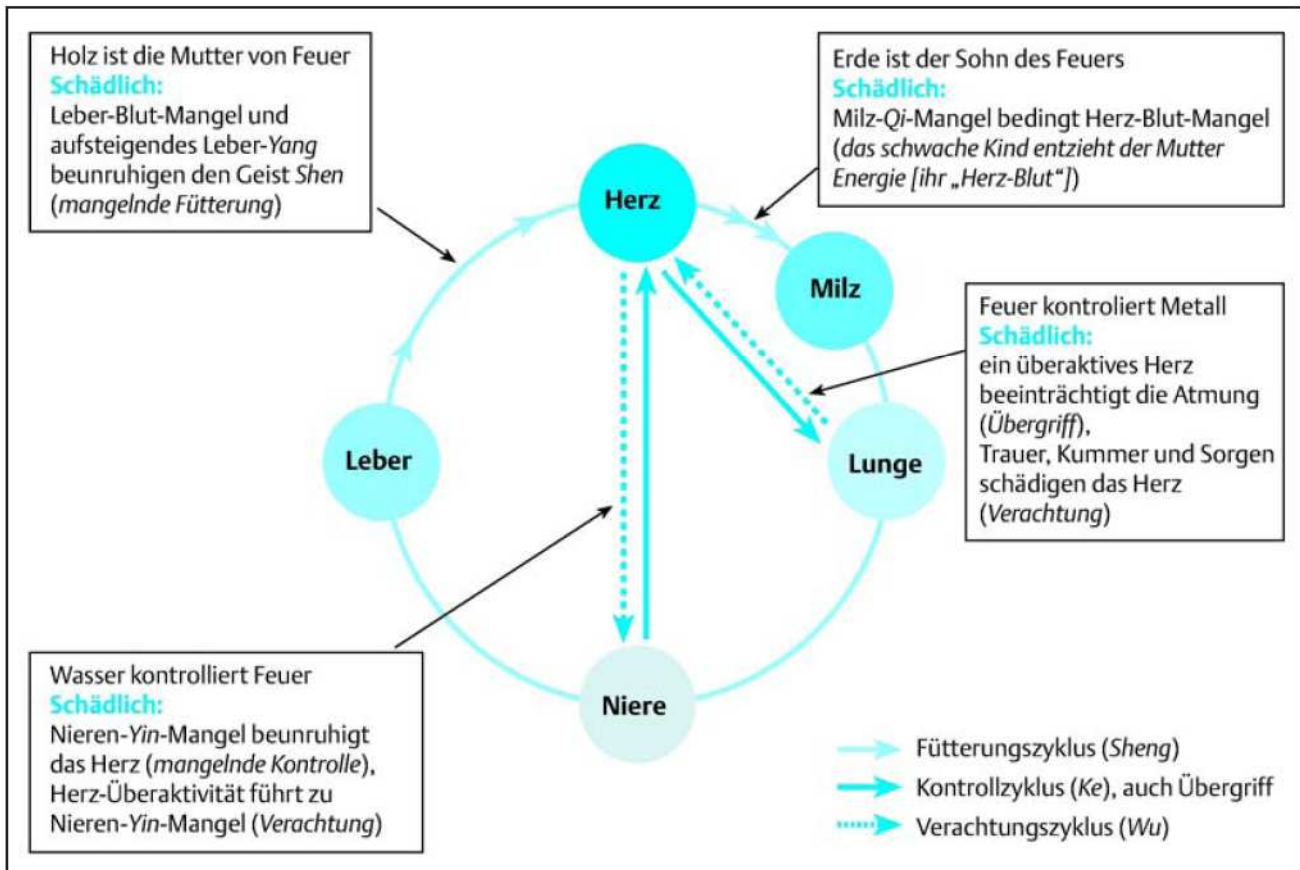 Holz ist die Mutter von Feuer
Schädlich:
Leber-Blut-Mangel und
aufsteigendes Leber-Yang
beunruhigen den Geist Shen
(mangelnde Fütterung)
Erde ist der Sohn des Feuers
Schädlich:
Milz-Qi-Mangel bedingt Herz-Blut-Mangel
(das schwache Kind entzieht der Mutter
Energie [ihr „Herz-Blut“])
Herz
Milz
Feuer kontroliert Metall
Schädlich:
ein überaktives Herz
beeinträchtigt die Atmung
(Übergriff),
Trauer, Kummer und Sorgen
schädigen das Herz
(Verachtung)
Leber
Lunge
Wasser kontrolliert Feuer
Schädlich:
Nieren-Yin-Mangel beunruhigt
das Herz (mangelnde Kontrolle),
Herz-Überaktivität führt zu
Nieren-Yin-Mangel (Verachtung)
Niere
Fütterungszyklus (Sheng)
Kontrollzyklus (Ke), auch Übergriff
Verachtungszyklus (Wu)